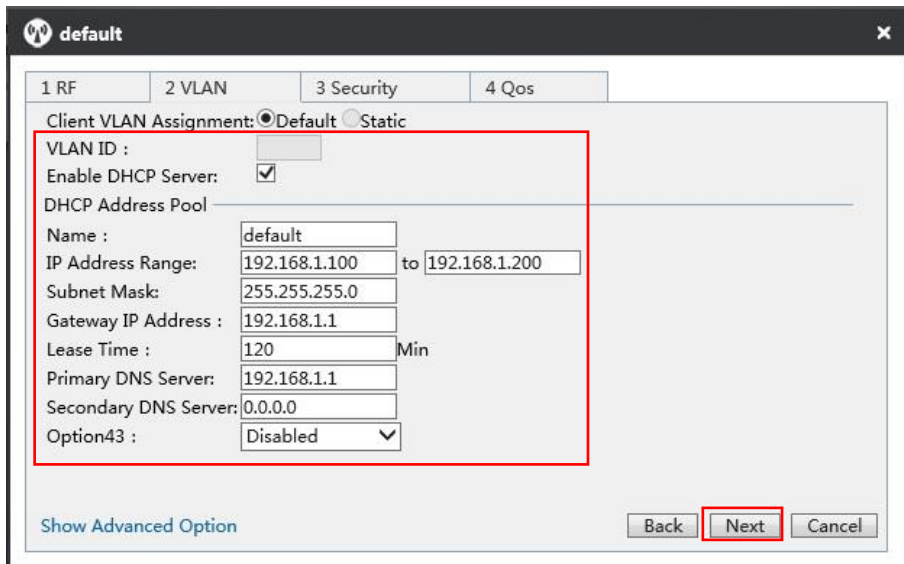 default
1 RF 2 VLAN 3 Security 4 Qos
Client VLAN Assignment: Default Static
VLAN ID :
Enable DHCP Server:
DHCP Address Pool
Name : default
IP Address Range: 192.168.1.100 to 192.168.1.200
Subnet Mask: 255.255.255.0
Gateway IP Address : 192.168.1.1
Lease Time : 120 Min
Primary DNS Server: 192.168.1.1
Secondary DNS Server: 0.0.0.0
Option43 : Disabled
Show Advanced Option Back Next Cancel